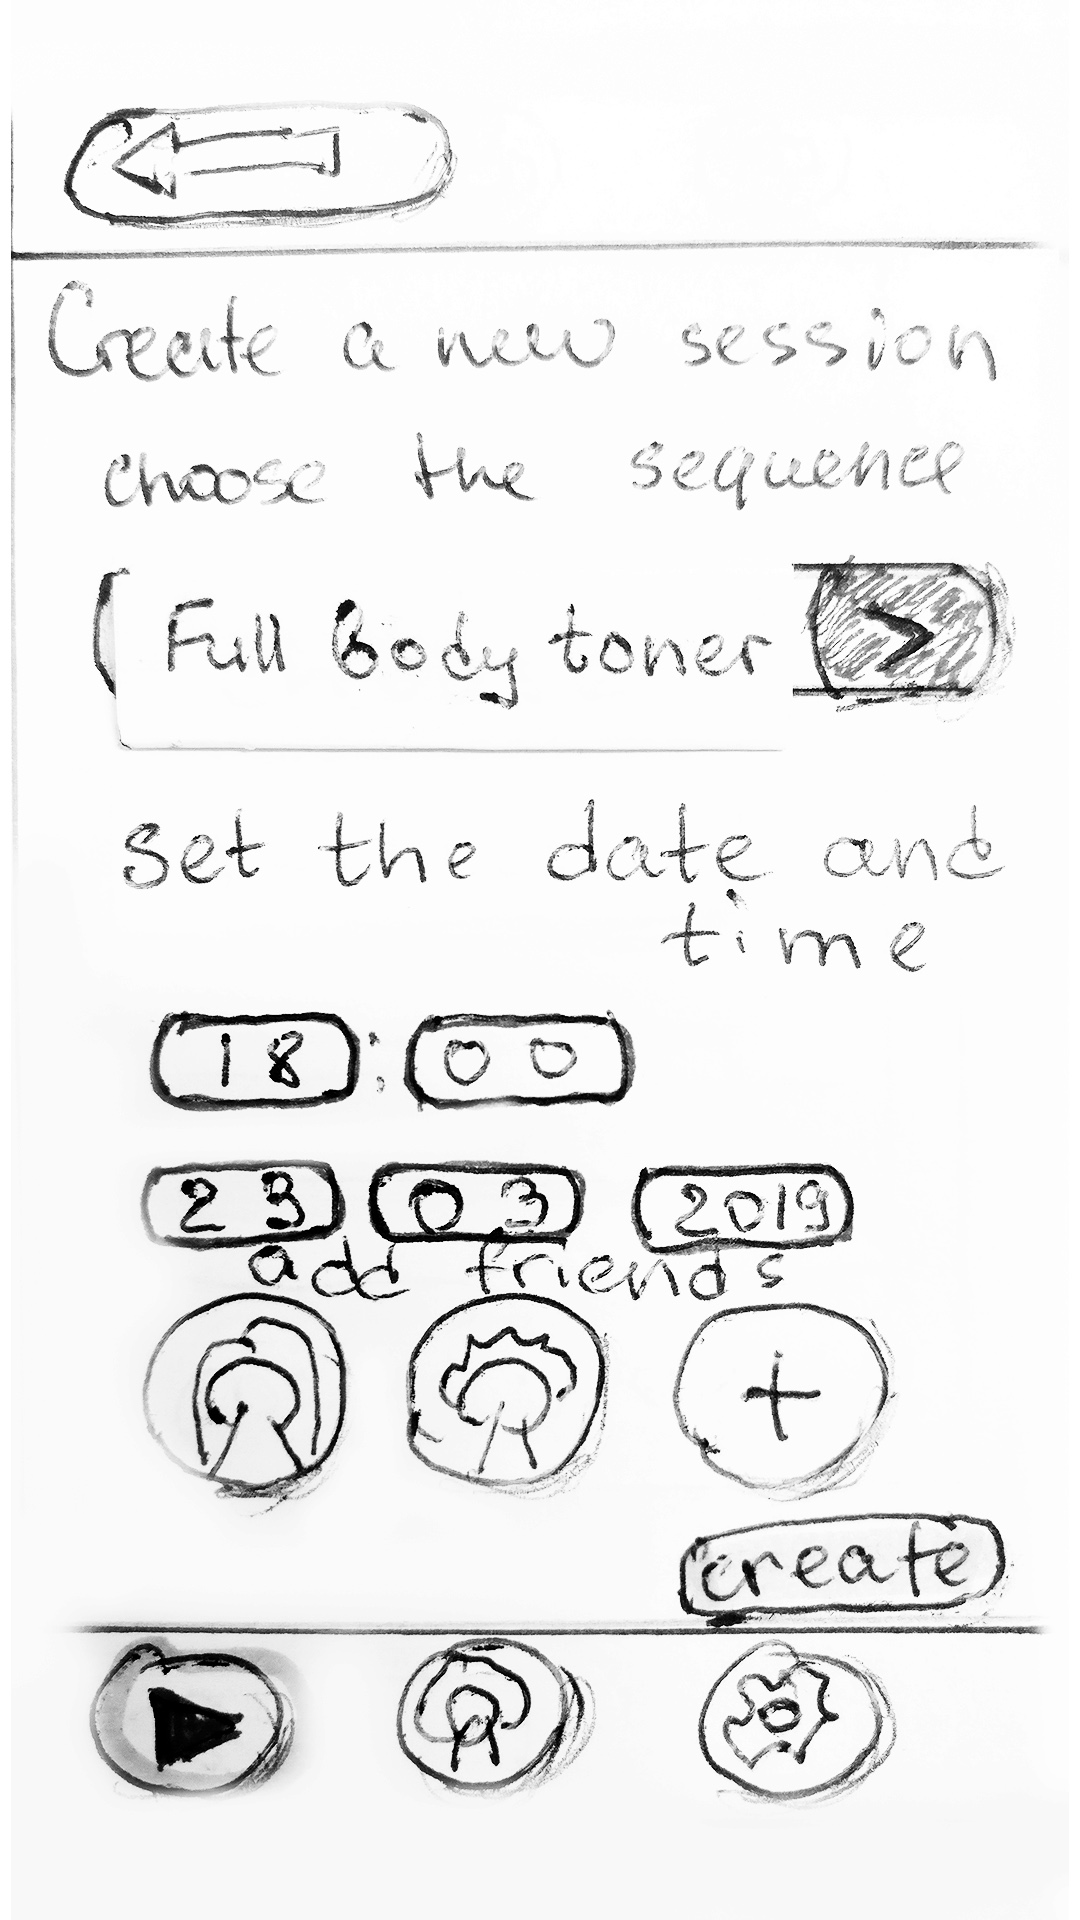 Create a new session
choose the sequence
Full Body toner >
set the date and
time
18 : 00
23 03 2019
add friends
+
create